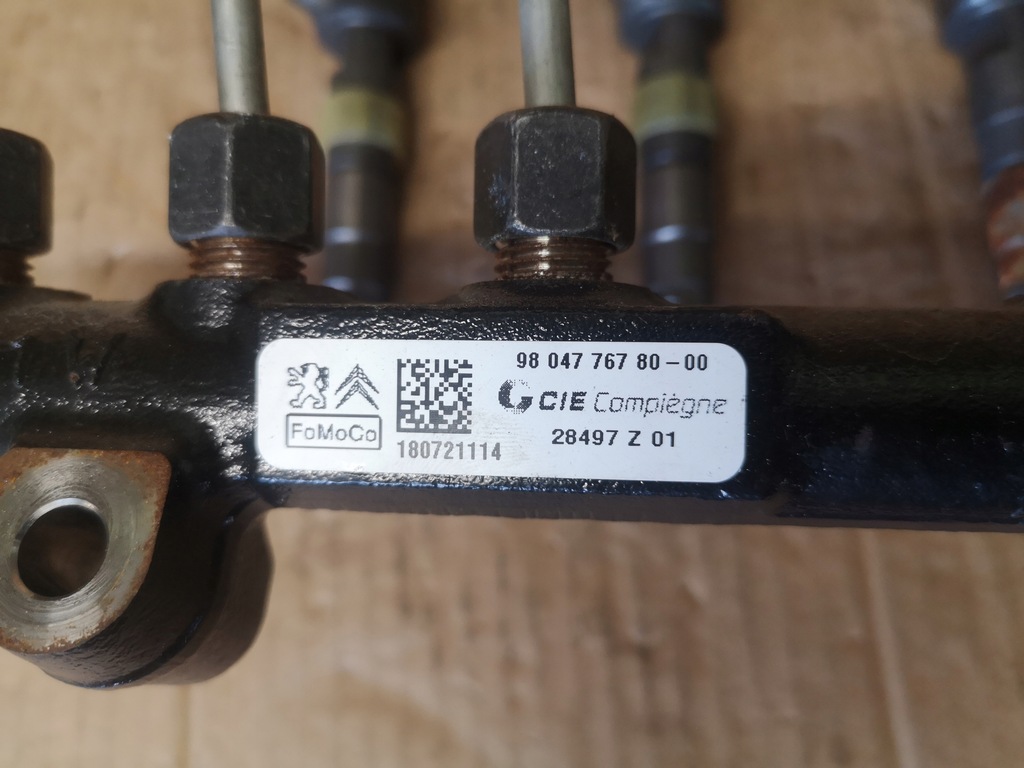 98 047 767 80-00
CIE Compiègne
FoMoCo
180721114
28497 Z 01